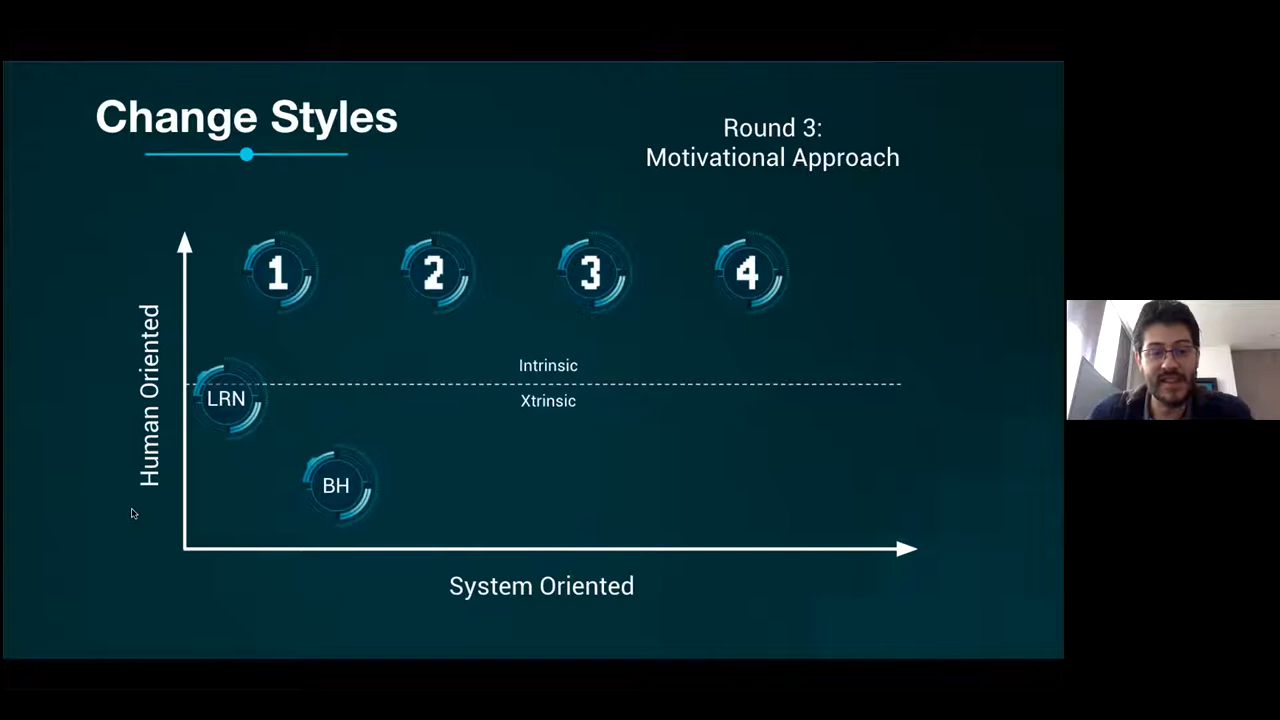 Change Styles
Round 3:
Motivational Approach
1 2 3 4
Human Oriented
Intrinsic
LRN
Xtrinsic
BH
System Oriented